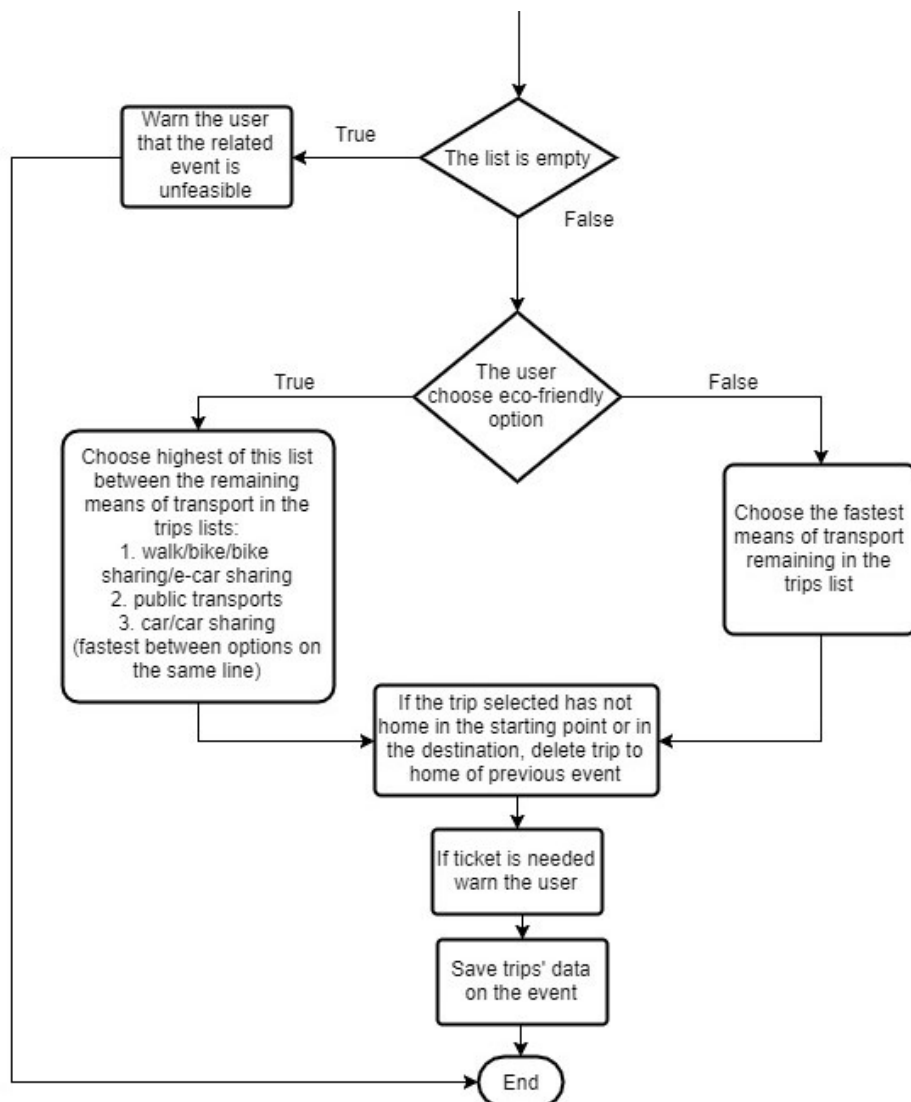 Warn the user
that the related
event is
unfeasible
True
The list is empty
False
The user
choose eco-friendly
option
True
False
Choose highest of this list
between the remaining
means of transport in the
trips lists:
1. walk/bike/bike
sharing/e-car sharing
2. public transports
3. car/car sharing
(fastest between options on
the same line)
Choose the fastest
means of transport
remaining in the
trips list
If the trip selected has not
home in the starting point or in
the destination, delete trip to
home of previous event
If ticket is needed
warn the user
Save trips' data
on the event
End